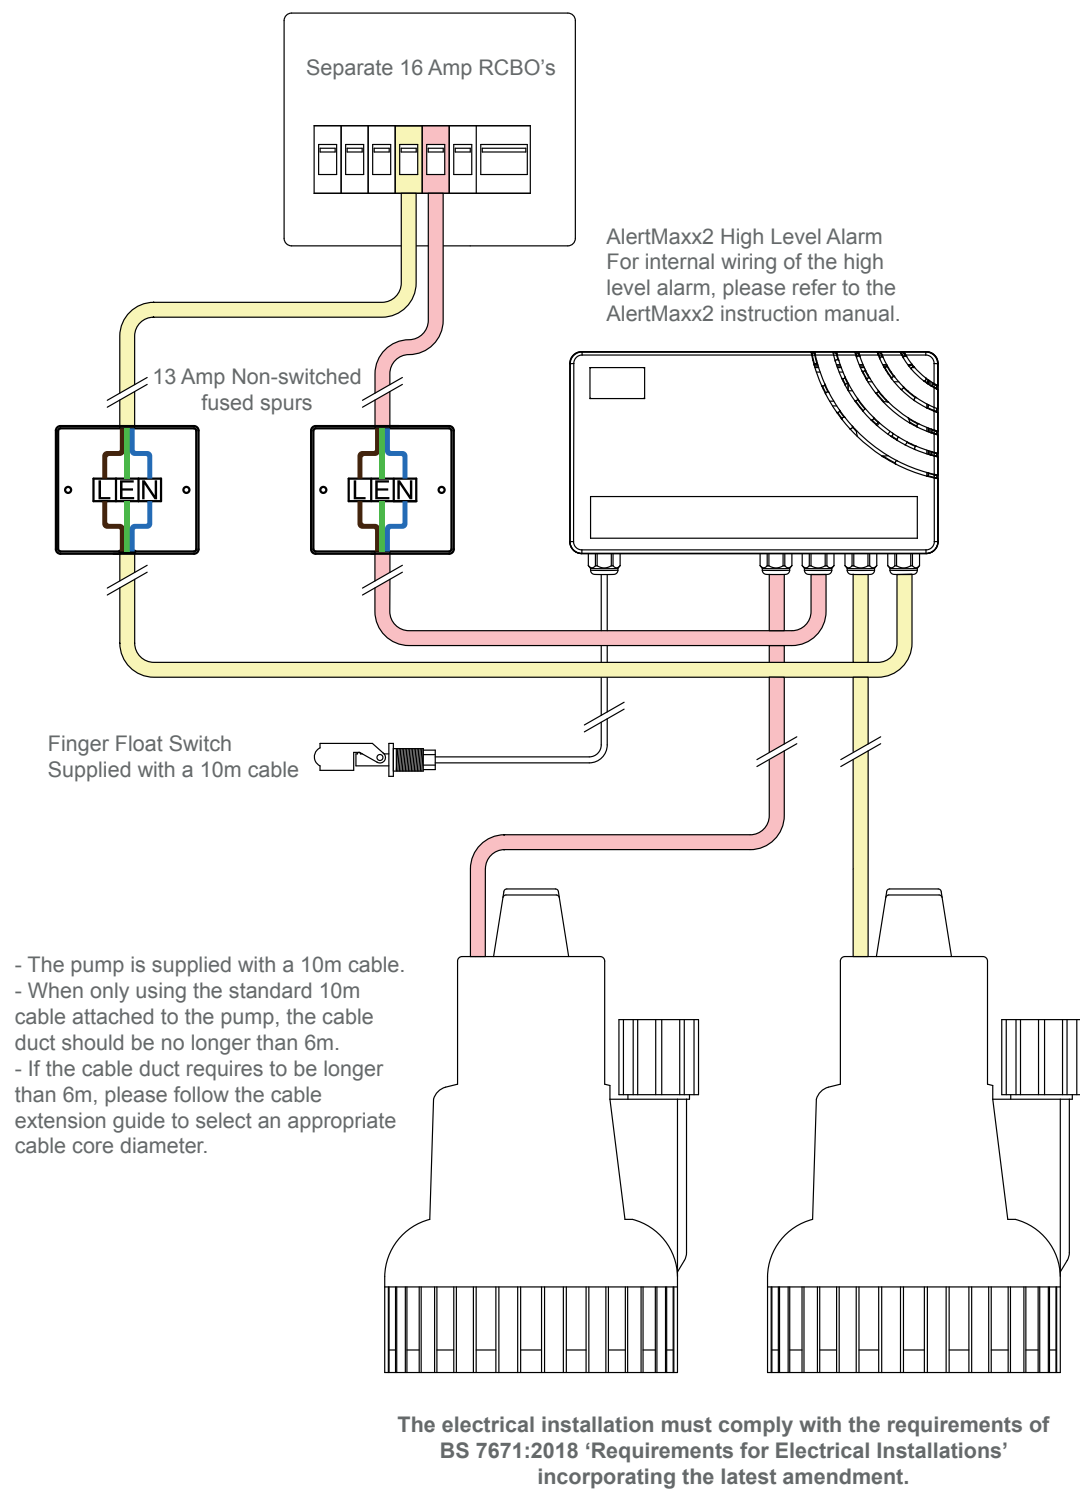 Separate 16 Amp RCBO's
AlertMaxx2 High Level Alarm
For internal wiring of the high
level alarm, please refer to the
AlertMaxx2 instruction manual.
13 Amp Non-switched
fused spurs
L E N
L E N
Finger Float Switch
Supplied with a 10m cable
- The pump is supplied with a 10m cable.
- When only using the standard 10m
cable attached to the pump, the cable
duct should be no longer than 6m.
- If the cable duct requires to be longer
than 6m, please follow the cable
extension guide to select an appropriate
cable core diameter.
The electrical installation must comply with the requirements of
BS 7671:2018 ‘Requirements for Electrical Installations’
incorporating the latest amendment.